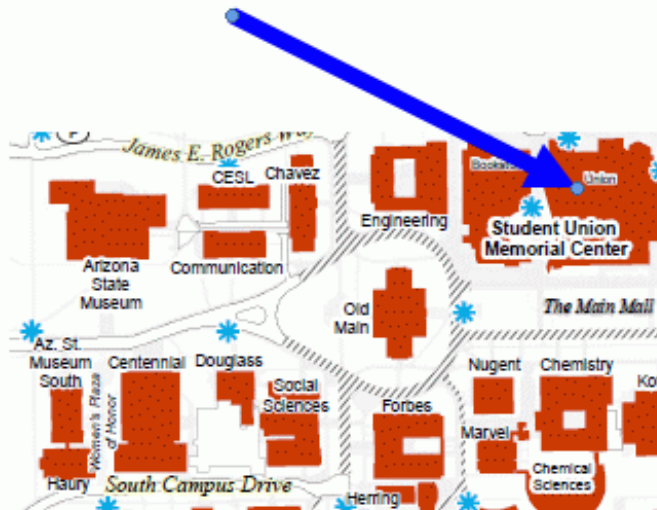 P
James E. Rogers Way
CESL
Chavez
Union
Engineering
Student Union
Memorial Center
Arizona
State
Museum
Communication
Old
Main
The Main Mall
Az. St.
Museum
South
Centennial
Douglass
Nugent
Chemistry
Women's Plaza
of Honor
Social
Sciences
Forbes
Marvel
Chemical
Sciences
Haury
South Campus Drive
Herring